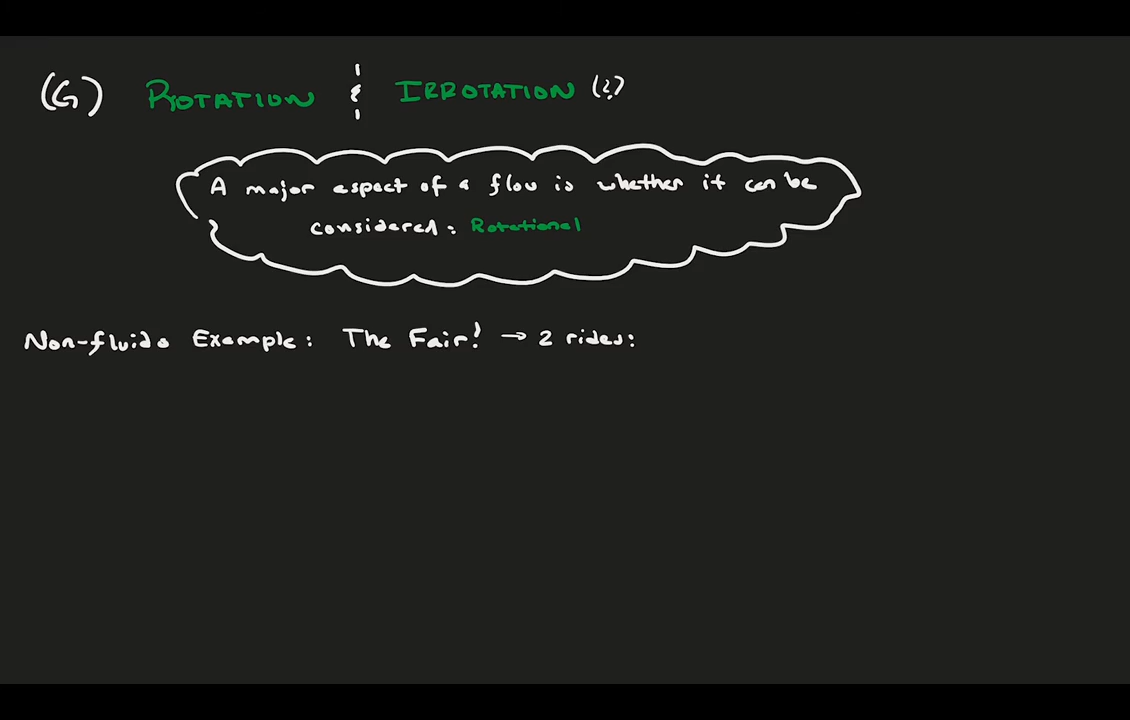 (G) ROTATION & IRROTATION (?)
A major aspect of a flow is whether it can be
considered: Rotational
Non-fluids Example: The Fair! → 2 rides: